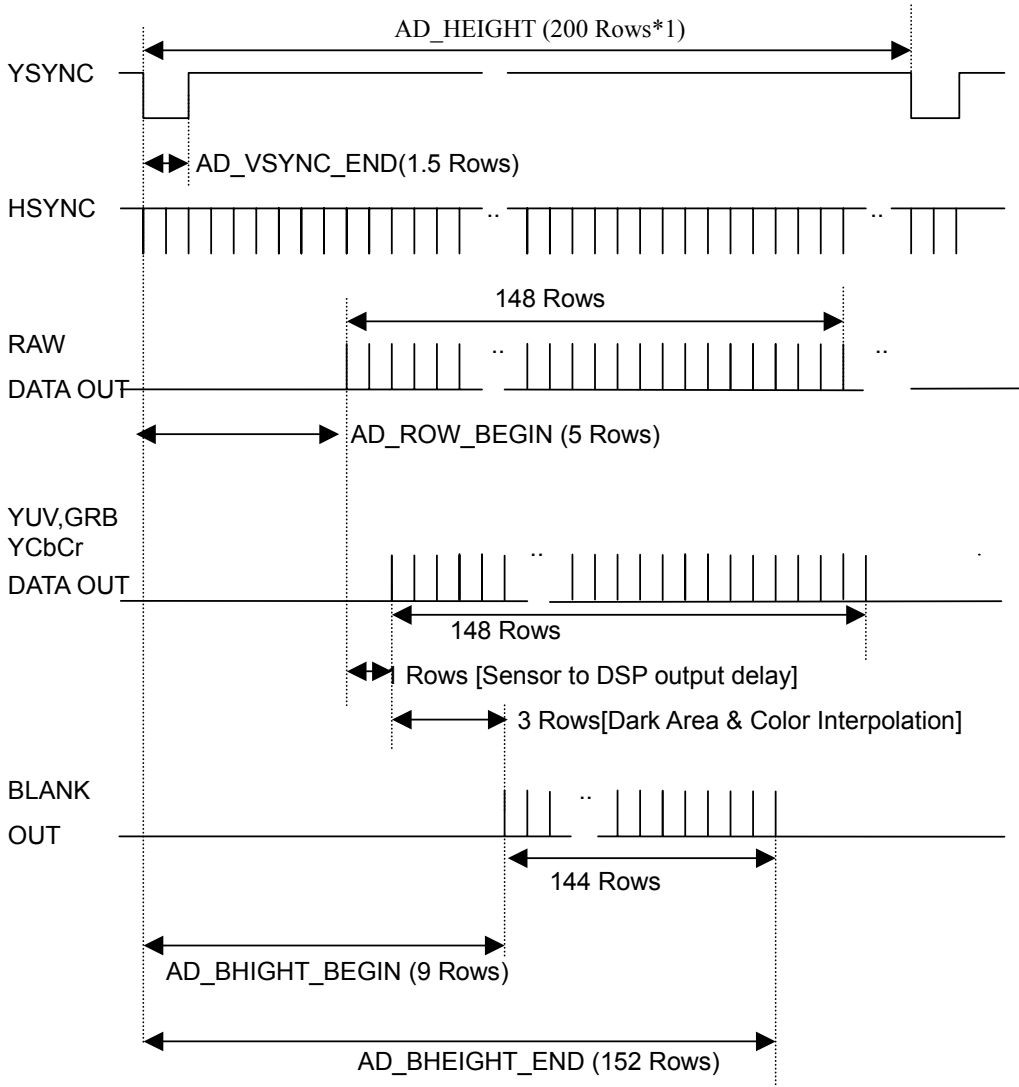 AD_HEIGHT (200 Rows*1)
YSYNC
AD_VSYNC_END(1.5 Rows)
HSYNC
..
..
148 Rows
RAW
..
..
DATA OUT
AD_ROW_BEGIN (5 Rows)
YUV,GRB
YCbCr
..
DATA OUT
148 Rows
1 Rows [Sensor to DSP output delay]
3 Rows[Dark Area & Color Interpolation]
BLANK
..
OUT
144 Rows
AD_BHIGHT_BEGIN (9 Rows)
AD_BHEIGHT_END (152 Rows)